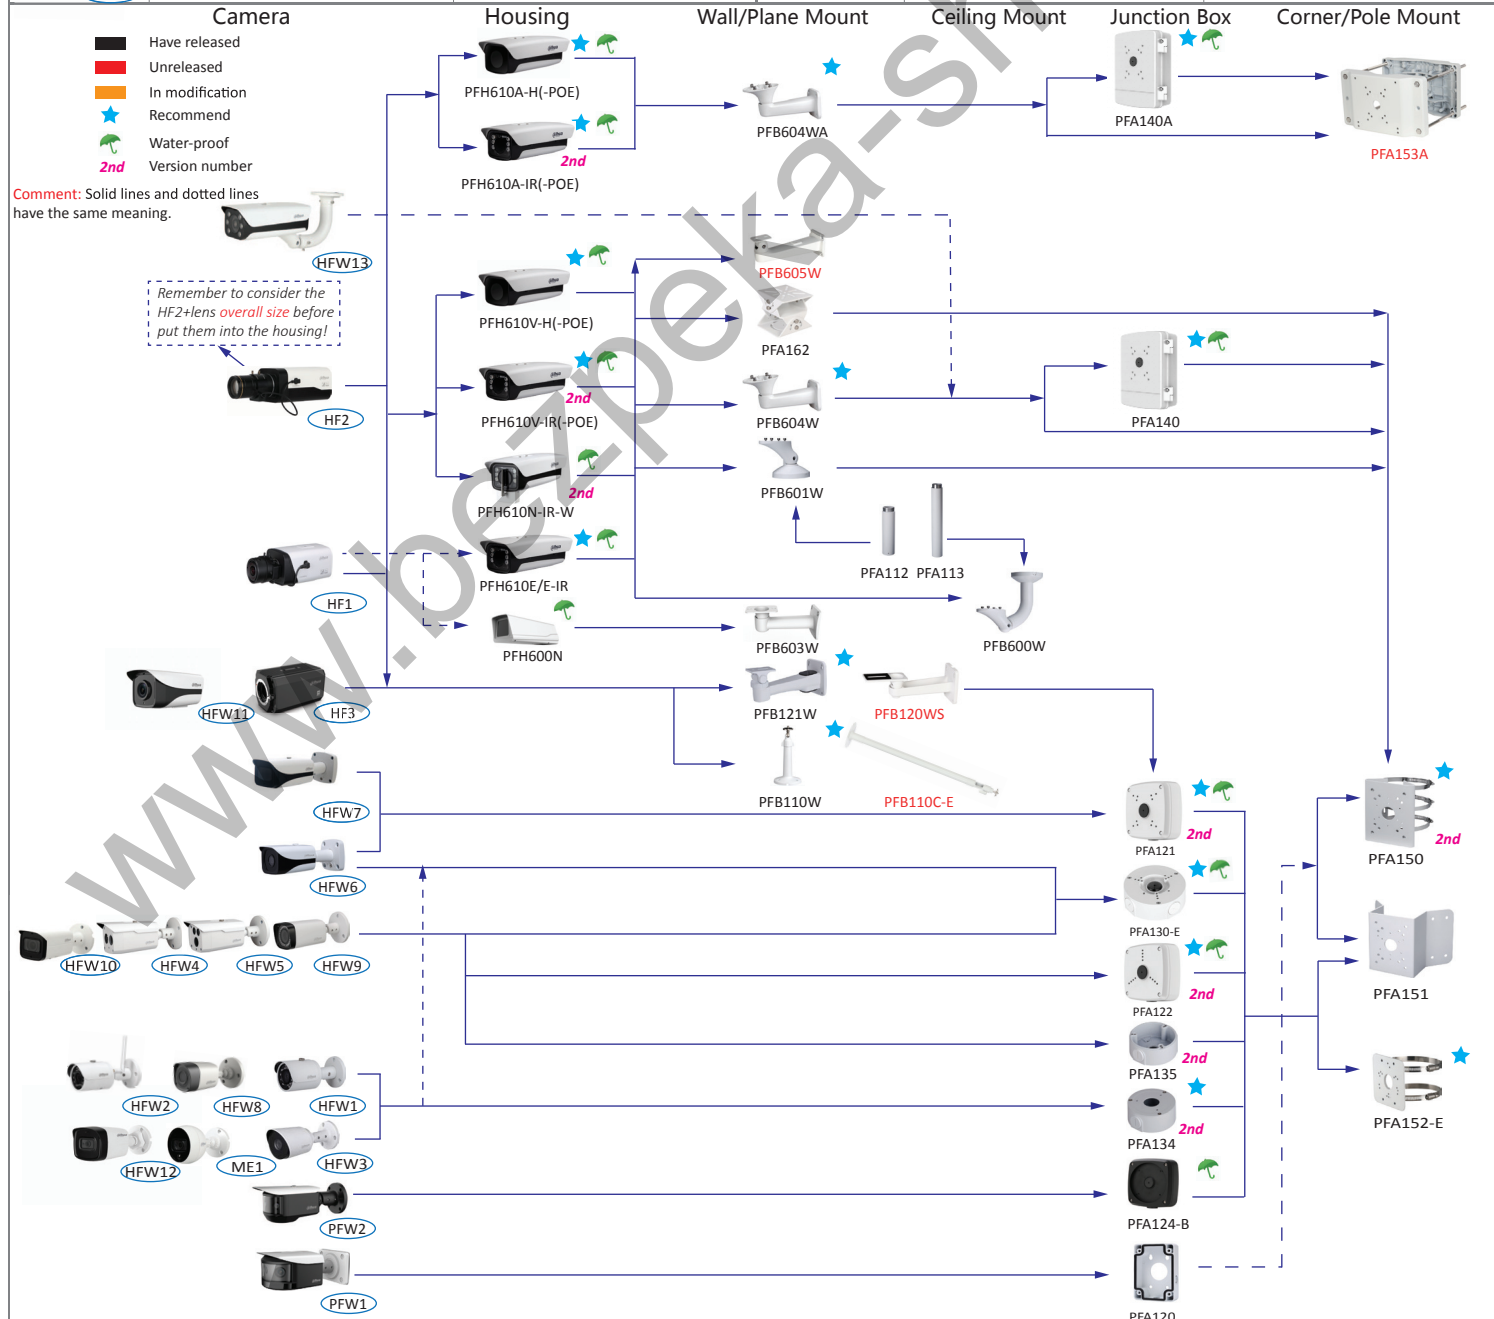 Camera
Housing
Wall/Plane Mount
Ceiling Mount
Junction Box
Corner/Pole Mount
Have released
Unreleased
In modification
Recommend
Water-proof
2nd Version number
Comment: Solid lines and dotted lines
have the same meaning.
PFH610A-H(-POE)
2nd
PFH610A-IR(-POE)
PFB604WA
PFA140A
PFA153A
HFW13
Remember to consider the
HF2+lens overall size before
put them into the housing!
HF2
PFH610V-H(-POE)
2nd
PFH610V-IR(-POE)
2nd
PFH610N-IR-W
PFH610E/E-IR
PFH600N
PFB605W
PFA162
PFB604W
PFB601W
PFA112
PFA113
PFB600W
PFA140
HF1
PFB603W
HFW11
HF3
PFB121W
PFB120WS
PFB110W
PFB110C-E
HFW7
HFW6
2nd
PFA121
PFA130-E
2nd
PFA150
HFW10
HFW4
HFW5
HFW9
2nd
PFA122
PFA151
2nd
PFA135
HFW2
HFW8
HFW1
2nd
PFA134
PFA152-E
HFW12
ME1
HFW3
PFW2
PFA124-B
PFW1
PFA120
www.bezpeka-sh